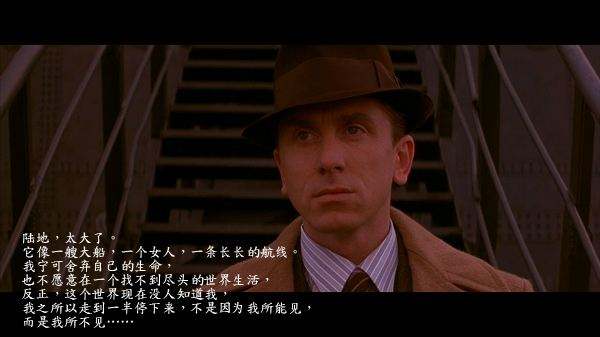 陆地，太大了。
它像一艘大船，一个女人，一条长长的航线。
我宁可舍弃自己的生命，
也不愿意在一个找不到尽头的世界生活，
反正，这个世界现在没人知道我，
我之所以走到一半停下来，不是因为我所能见，
而是我所不见……